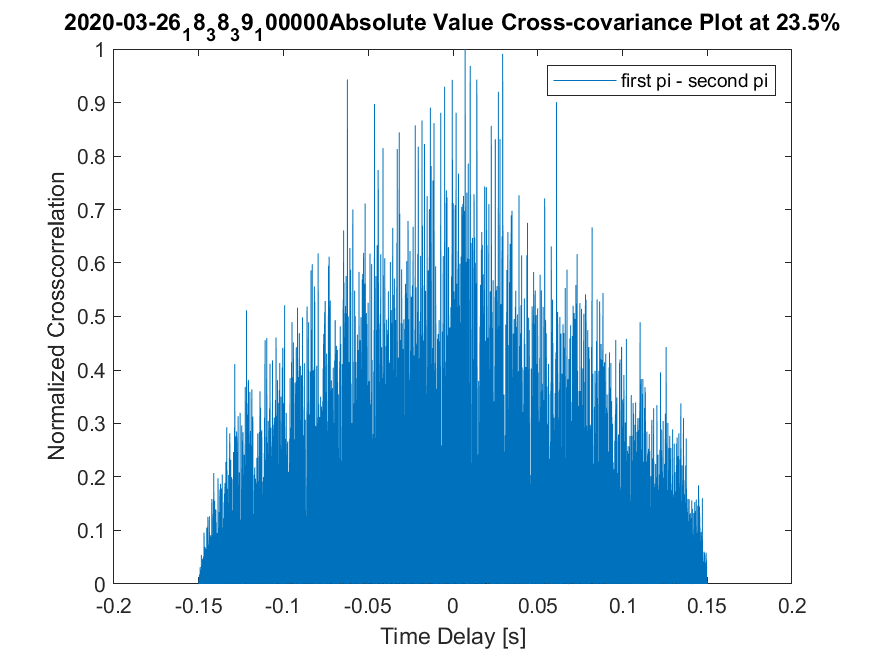 2020-03-26₁8₃8₃9₁00000Absolute Value Cross-covariance Plot at 23.5%
first pi - second pi
1
0.9
0.8
0.7
0.6
0.5
0.4
0.3
0.2
0.1
0
Normalized Crosscorrelation
-0.2 -0.15 -0.1 -0.05 0 0.05 0.1 0.15 0.2
Time Delay [s]